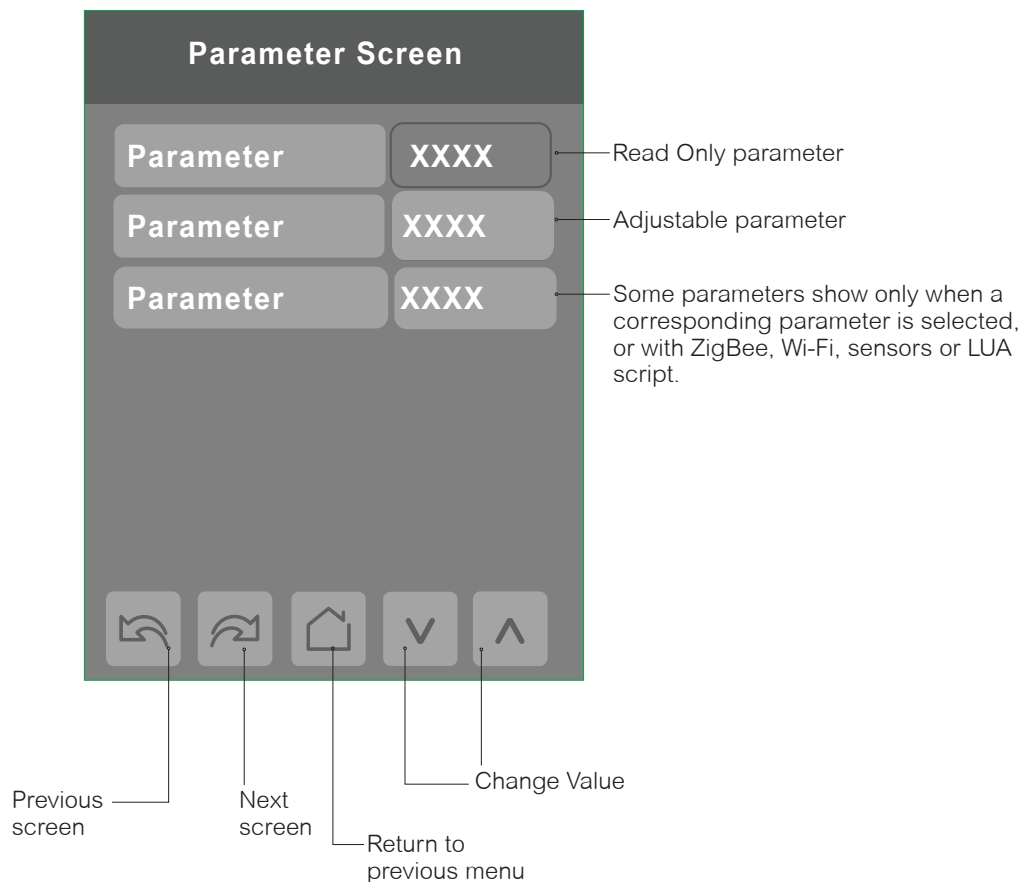 Parameter Screen
Parameter XXXX
Read Only parameter
Parameter XXXX
Adjustable parameter
Parameter XXXX
Some parameters show only when a
corresponding parameter is selected,
or with ZigBee, Wi-Fi, sensors or LUA
script.
Change Value
Previous
screen
Next
screen
Return to
previous menu